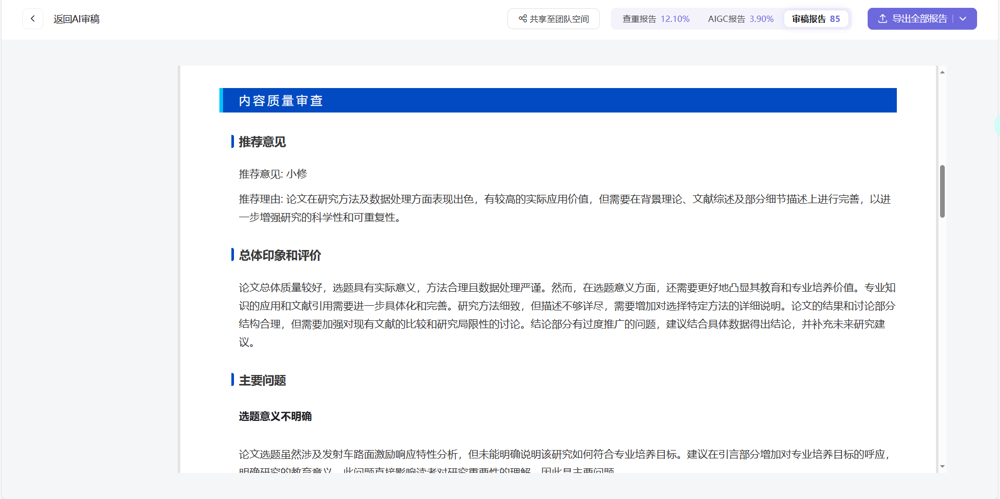 返回AI审稿
共享至团队空间
查重报告 12.10%
AIGC报告 3.90%
审稿报告 85
导出全部报告
内容质量审查
推荐意见
推荐意见: 小修
推荐理由: 论文在研究方法及数据处理方面表现出色，有较高的实际应用价值，但需要在背景理论、文献综述及部分细节描述上进行完善，以进
一步增强研究的科学性和可重复性。
总体印象和评价
论文总体质量较好，选题具有实际意义，方法合理且数据处理严谨。然而，在选题意义方面，还需要更好地凸显其教育和专业培养价值。专业知
识的应用和文献引用需要进一步具体化和完善。研究方法细致，但描述不够详尽，需要增加对选择特定方法的详细说明。论文的结果和讨论部分
结构合理，但需要加强对现有文献的比较和研究局限性的讨论。结论部分有过度推广的问题，建议结合具体数据得出结论，并补充未来研究建
议。
主要问题
选题意义不明确
论文选题虽然涉及发射车路面激励响应特性分析，但未能明确说明该研究如何符合专业培养目标。建议在引言部分增加对专业培养目标的呼应，
明确研究的教育意义。此问题直接影响读者对研究重要性的理解，因此是主要问题。